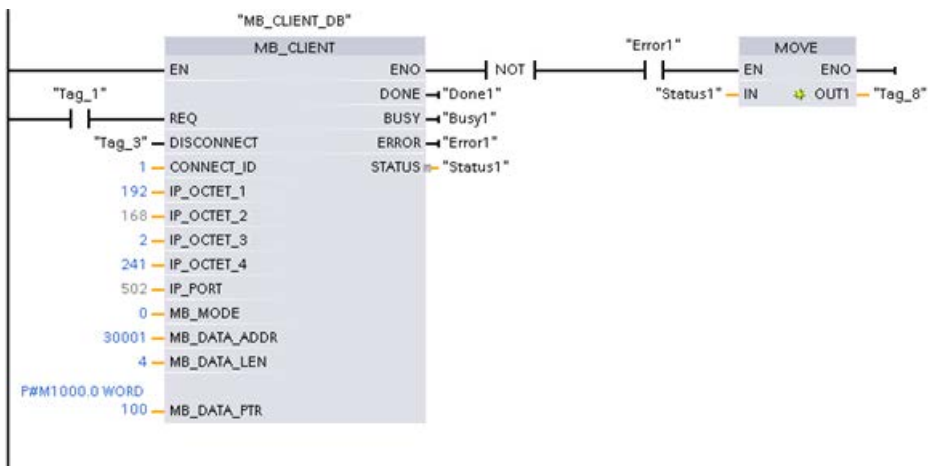 "MB_CLIENT_DB"
MB_CLIENT
EN
ENO
NOT
"Error1"
MOVE
EN
ENO
"Status1"
IN
OUT1
"Tag_8"
"Tag_1"
REQ
DONE
"Done1"
BUSY
"Busy1"
"Tag_3"
DISCONNECT
ERROR
"Error1"
1
CONNECT_ID
STATUS
"Status1"
192
IP_OCTET_1
168
IP_OCTET_2
2
IP_OCTET_3
241
IP_OCTET_4
502
IP_PORT
0
MB_MODE
30001
MB_DATA_ADDR
4
MB_DATA_LEN
P#M1000.0 WORD
100
MB_DATA_PTR